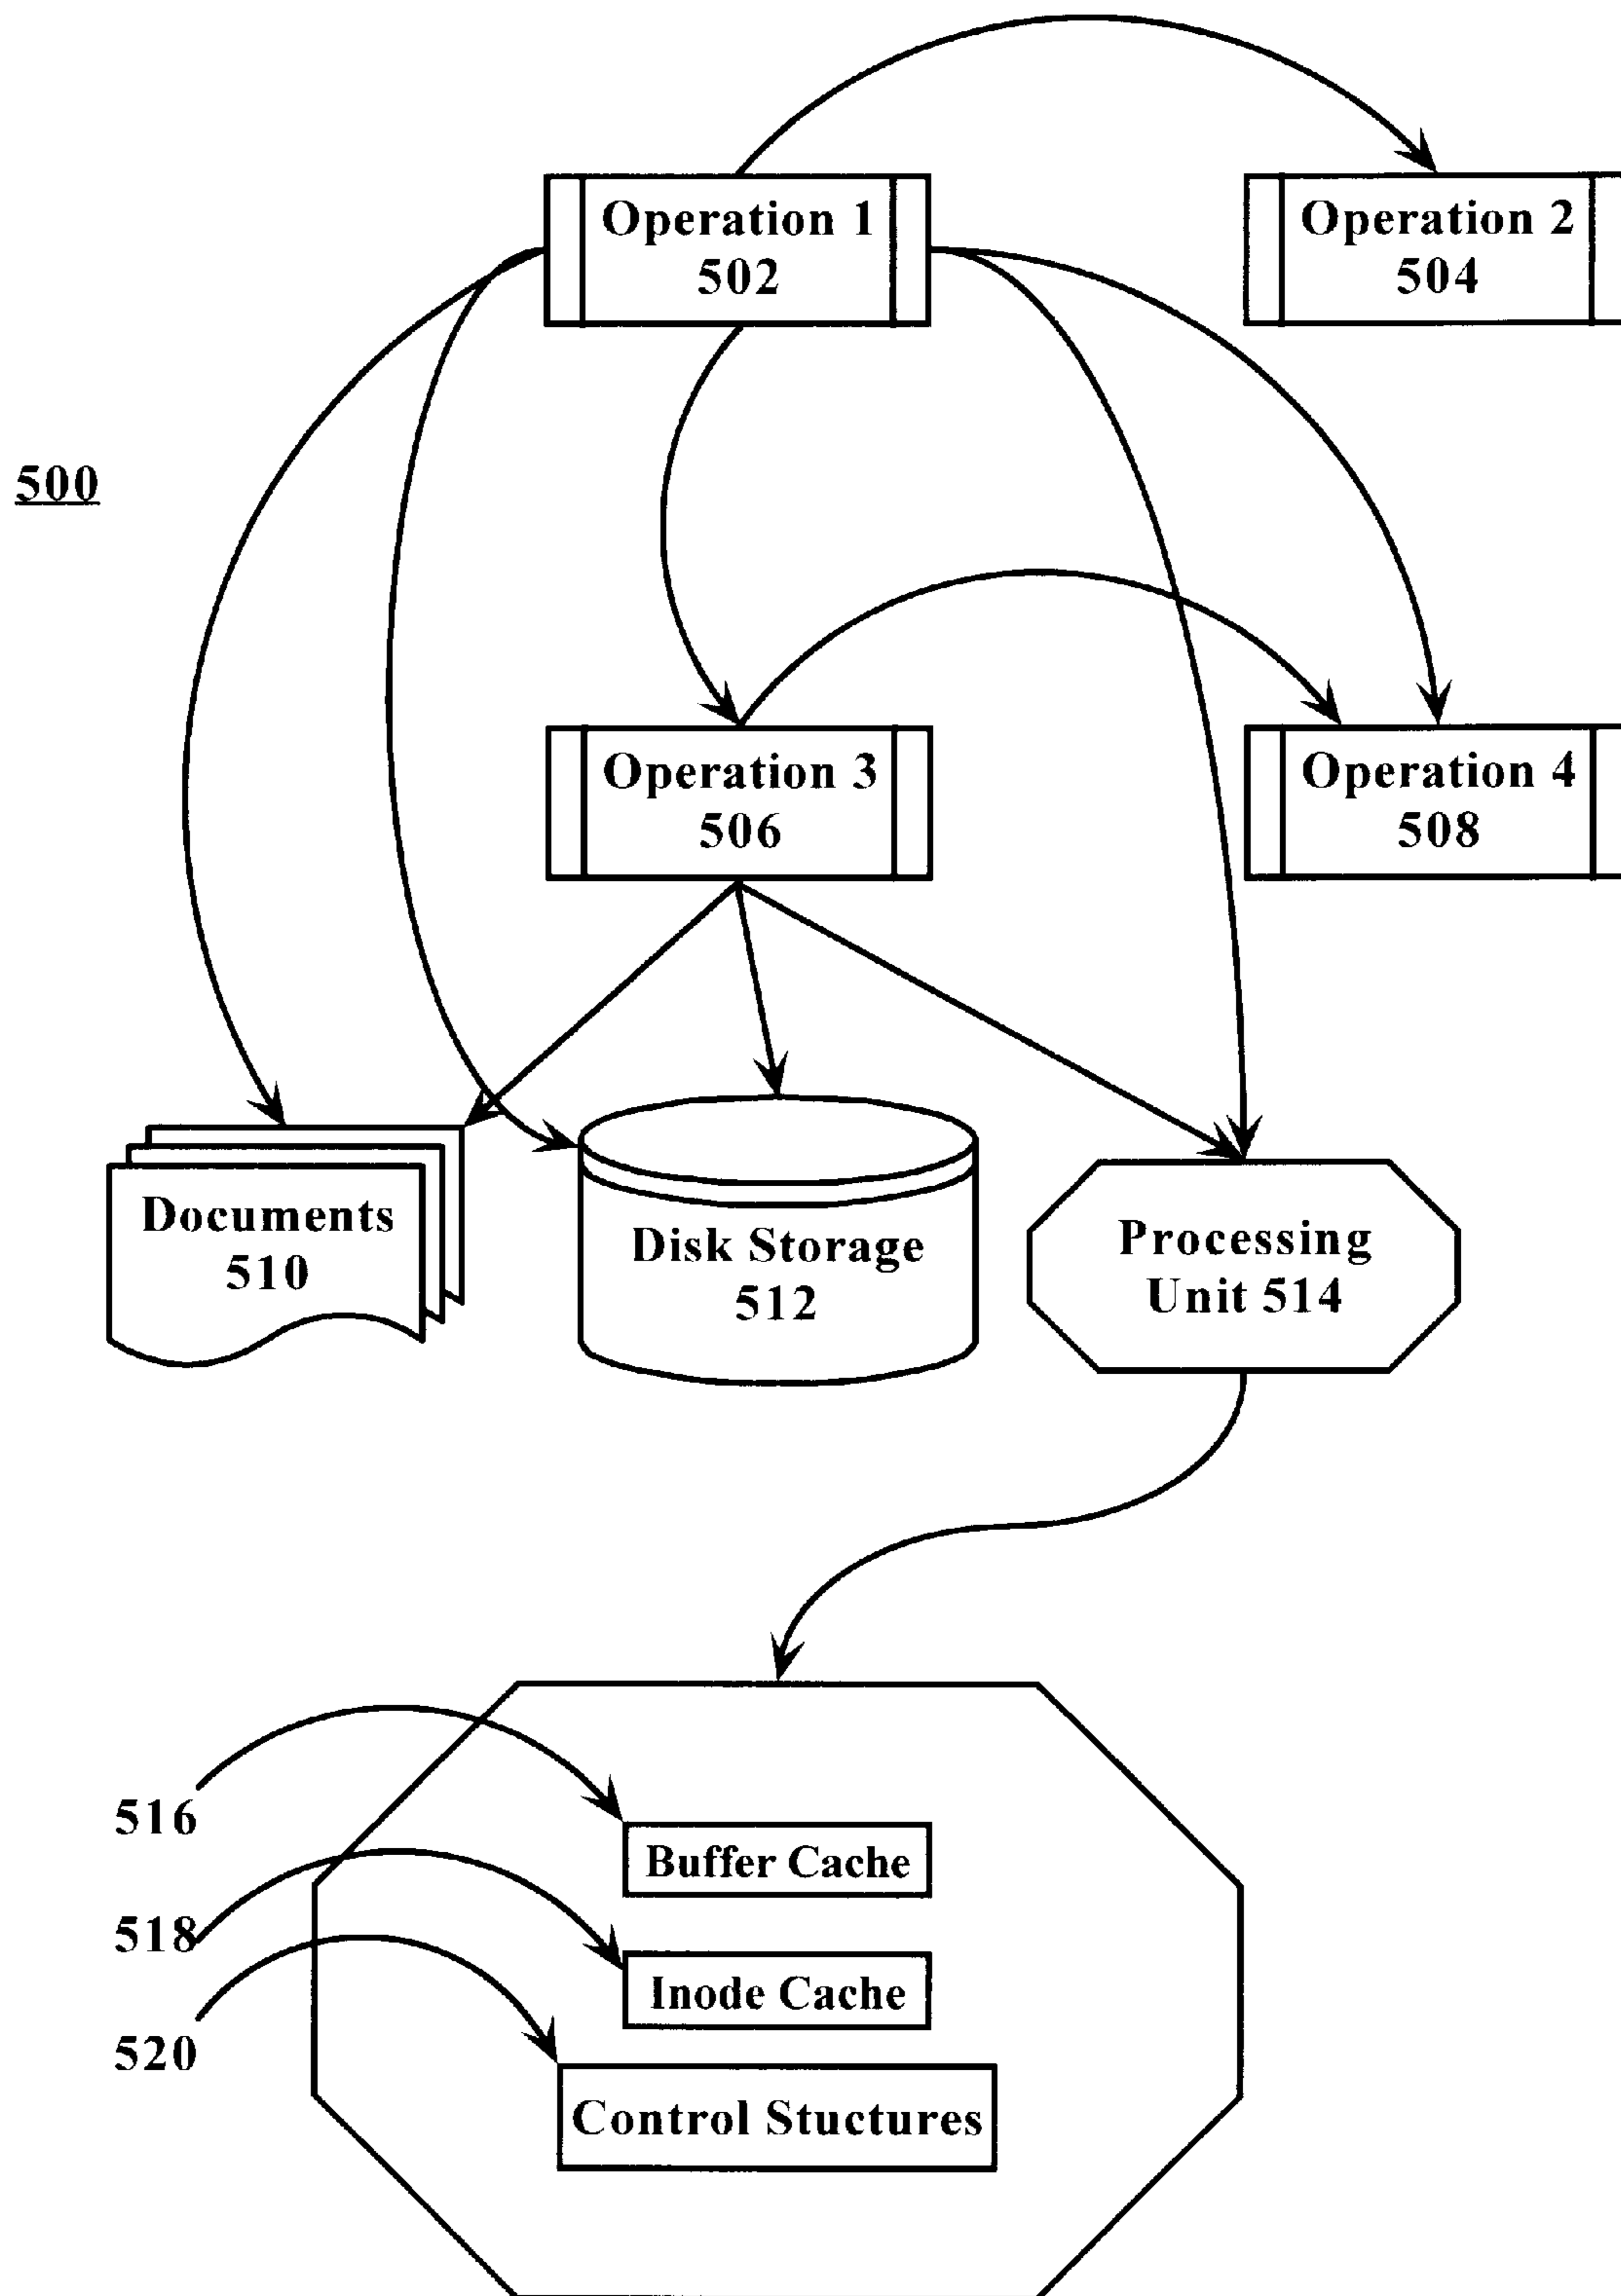 Operation 1
502
Operation 2
504
500
Operation 3
506
Operation 4
508
Documents
510
Disk Storage
512
Processing
Unit 514
516
Buffer Cache
518
Inode Cache
520
Control Stuctures